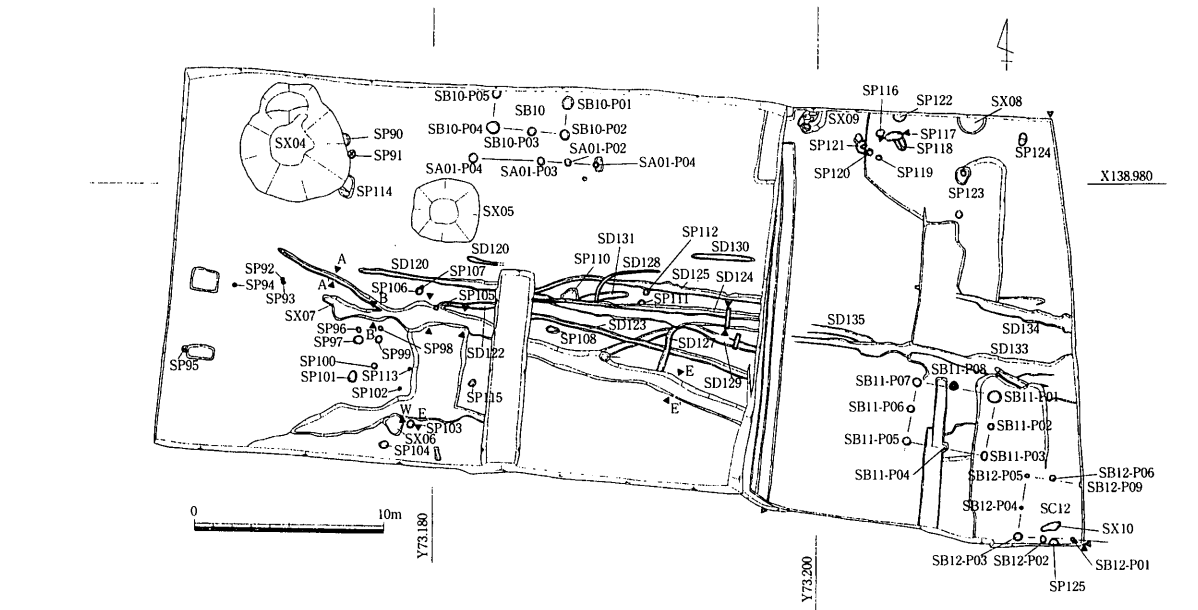 SP116
SP122
SX08
SX09
SP117
SP118
SP121
SP124
SP120
SP119
SP123
X138.980
SB10-P05
SB10
SB10-P01
SB10-P04
SB10-P03
SB10-P02
SX04
SP90
SP91
SP114
SA01-P02
SA01-P04
SA01-P03
SA01-P04
SX05
SP112
SD131
SD130
SD120
SD128
SP110
SD125
SD124
SD120
SP107
SP106
SP105
SP111
A
A'
B
B'
SP92
SP94
SP93
SX07
SP96
SP97
SP98
SP99
SD122
SP108
SD123
SD127
SD129
SD135
SD134
SD133
SP95
SP100
SP101
SP113
SP102
SP115
E
E'
W
E
SP103
SX06
SP104
SB11-P08
SB11-P07
SB11-P01
SB11-P06
SB11-P02
SB11-P05
SB11-P03
SB11-P04
SB12-P05
SB12-P06
SB12-P09
SB12-P04
SC12
SX10
SB12-P03
SB12-P02
SB12-P01
SP125
0
10m
Y73.180
Y73.200